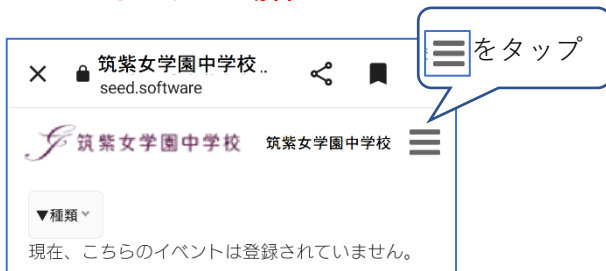 をタップ
筑紫女学園中学校..
seed.software
筑紫女学園中学校 筑紫女学園中学校
▼種類
現在、こちらのイベントは登録されていません。